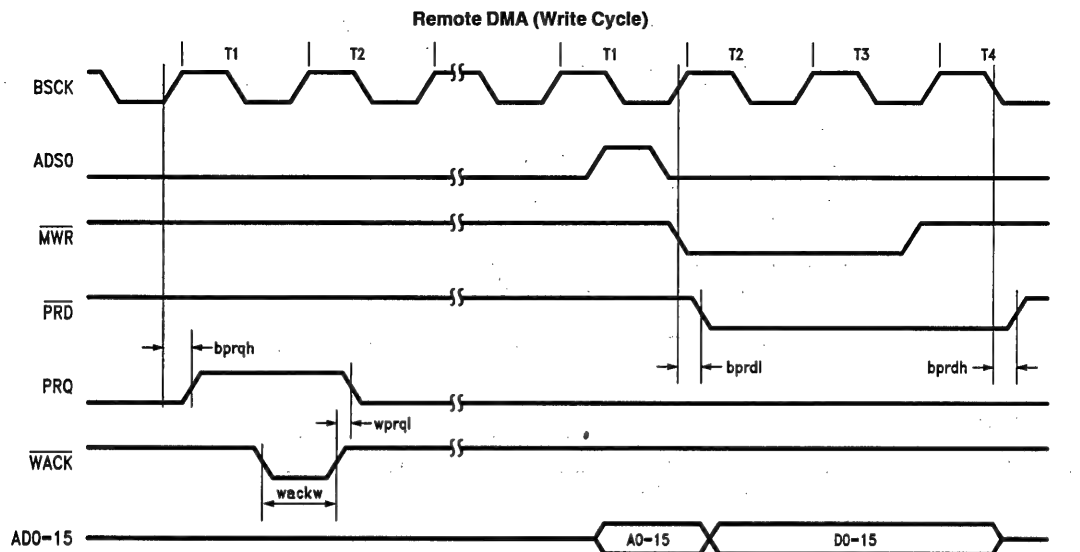 Remote DMA (Write Cycle)
T1 T2 T1 T2 T3 T4
BSCK
ADS0
MWR
PRD
bprqh bprdl bprdh
PRQ
wprql
WACK
wackw
AD0-15 A0-15 D0-15